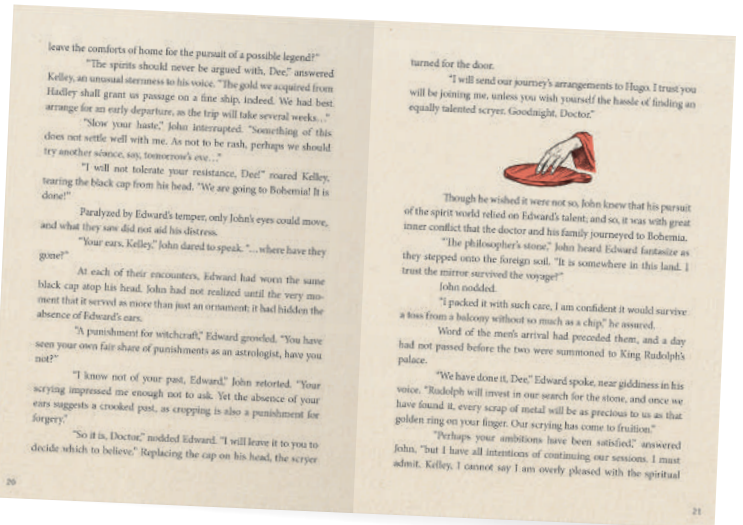 leave the comforts of home for the pursuit of a possible legend?"
"The spirits should never be argued with, Dee," answered
Kelley, an unusual sternness to his voice. "The gold we acquired from
Hadley shall grant us passage on a fine ship, indeed. We had best
arrange for an early departure, as the trip will take several weeks…"
"Slow your haste," John interrupted. "Something of this
does not settle well with me. As not to be rash, perhaps we should
try another séance, say, tomorrow's eve…"
"I will not tolerate your resistance, Dee!" roared Kelley,
tearing the black cap from his head. "We are going to Bohemia! It is
done!"
Paralyzed by Edward's temper, only John's eyes could move,
and what they saw did not aid his distress.
"Your ears, Kelley," John dared to speak. "…where have they
gone?"
At each of their encounters, Edward had worn the same
black cap atop his head. John had not realized until the very mo-
ment that it served as more than just an ornament; it had hidden the
absence of Edward's ears.
"A punishment for witchcraft," Edward growled. "You have
seen your own fair share of punishments as an astrologist, have you
not?"
"I know not of your past, Edward," John retorted. "Your
scrying impressed me enough not to ask. Yet the absence of your
ears suggests a crooked past, as cropping is also a punishment for
forgery."
"So it is, Doctor," nodded Edward. "I will leave it to you to
decide which to believe." Replacing the cap on his head, the scryer
20
turned for the door.
"I will send our journey's arrangements to Hugo. I trust you
will be joining me, unless you wish yourself the hassle of finding an
equally talented scryer. Goodnight, Doctor."
Though he wished it were not so, John knew that his pursuit
of the spirit world relied on Edward's talent; and so, it was with great
inner conflict that the doctor and his family journeyed to Bohemia.
"The philosopher's stone," John heard Edward fantasize as
they stepped onto the foreign soil. "It is somewhere in this land. I
trust the mirror survived the voyage?"
John nodded.
"I packed it with such care, I am confident it would survive
a toss from a balcony without so much as a chip," he assured.
Word of the men's arrival had preceded them, and a day
had not passed before the two were summoned to King Rudolph's
palace.
"We have done it, Dee," Edward spoke, near giddiness in his
voice. "Rudolph will invest in our search for the stone, and once we
have found it, every scrap of metal will be as precious to us as that
golden ring on your finger. Our scrying has come to fruition."
"Perhaps your ambitions have been satisfied," answered
John, "but I have all intentions of continuing our sessions. I must
admit, Kelley, I cannot say I am overly pleased with the spiritual
21